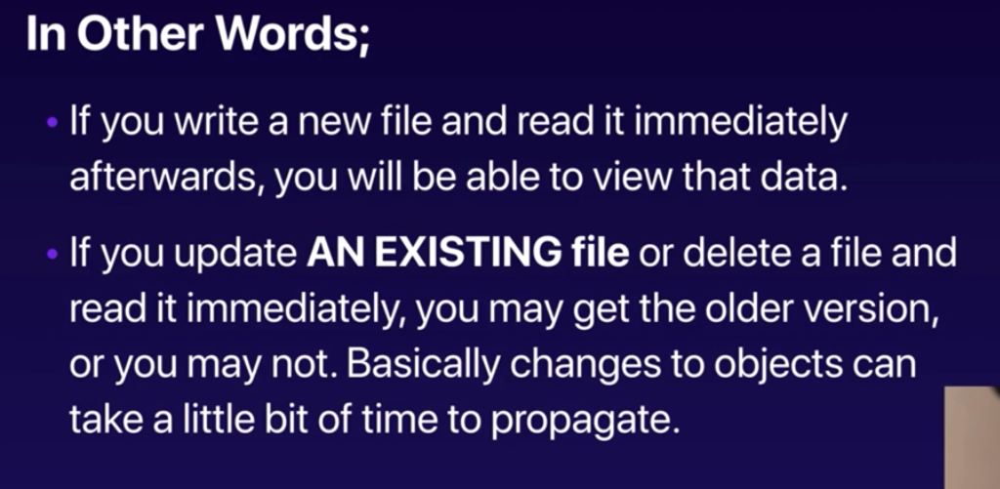 In Other Words;
• If you write a new file and read it immediately
afterwards, you will be able to view that data.
• If you update AN EXISTING file or delete a file and
read it immediately, you may get the older version,
or you may not. Basically changes to objects can
take a little bit of time to propagate.